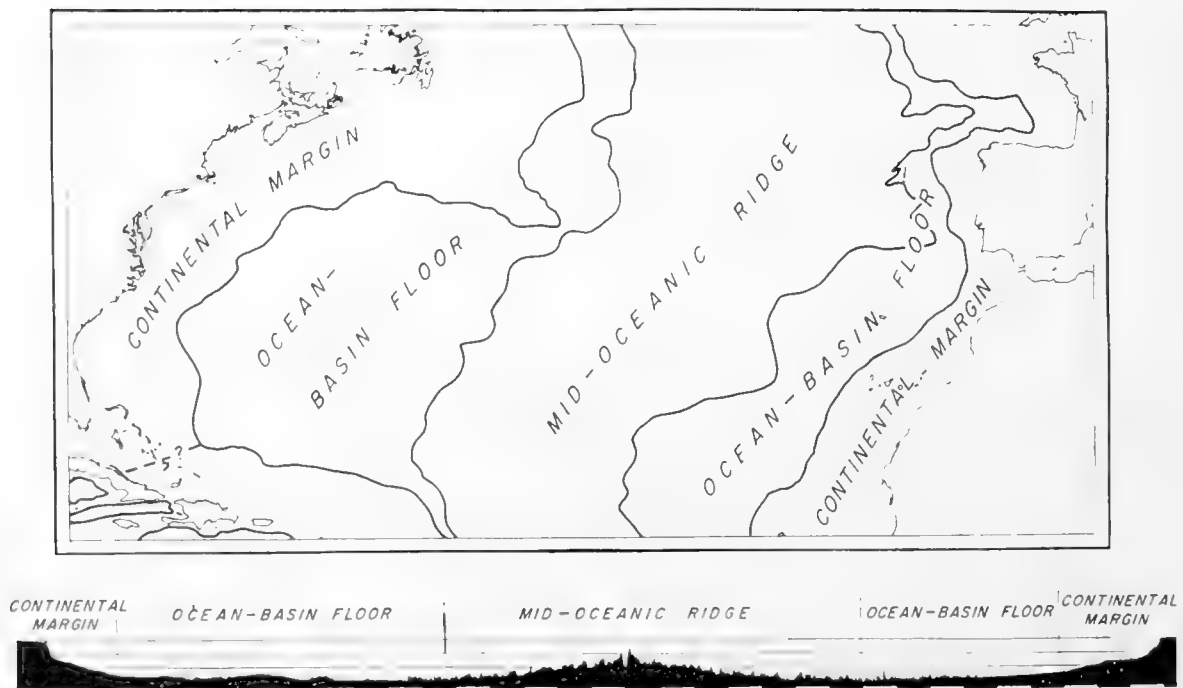 CONTINENTAL MARGIN
OCEAN-
BASIN FLOOR
MID-OCEANIC RIDGE
OCEAN-BASIN FLOOR
CONTINENTAL MARGIN
?
CONTINENTAL
MARGIN
OCEAN-BASIN FLOOR
MID-OCEANIC RIDGE
OCEAN-BASIN FLOOR
CONTINENTAL
MARGIN